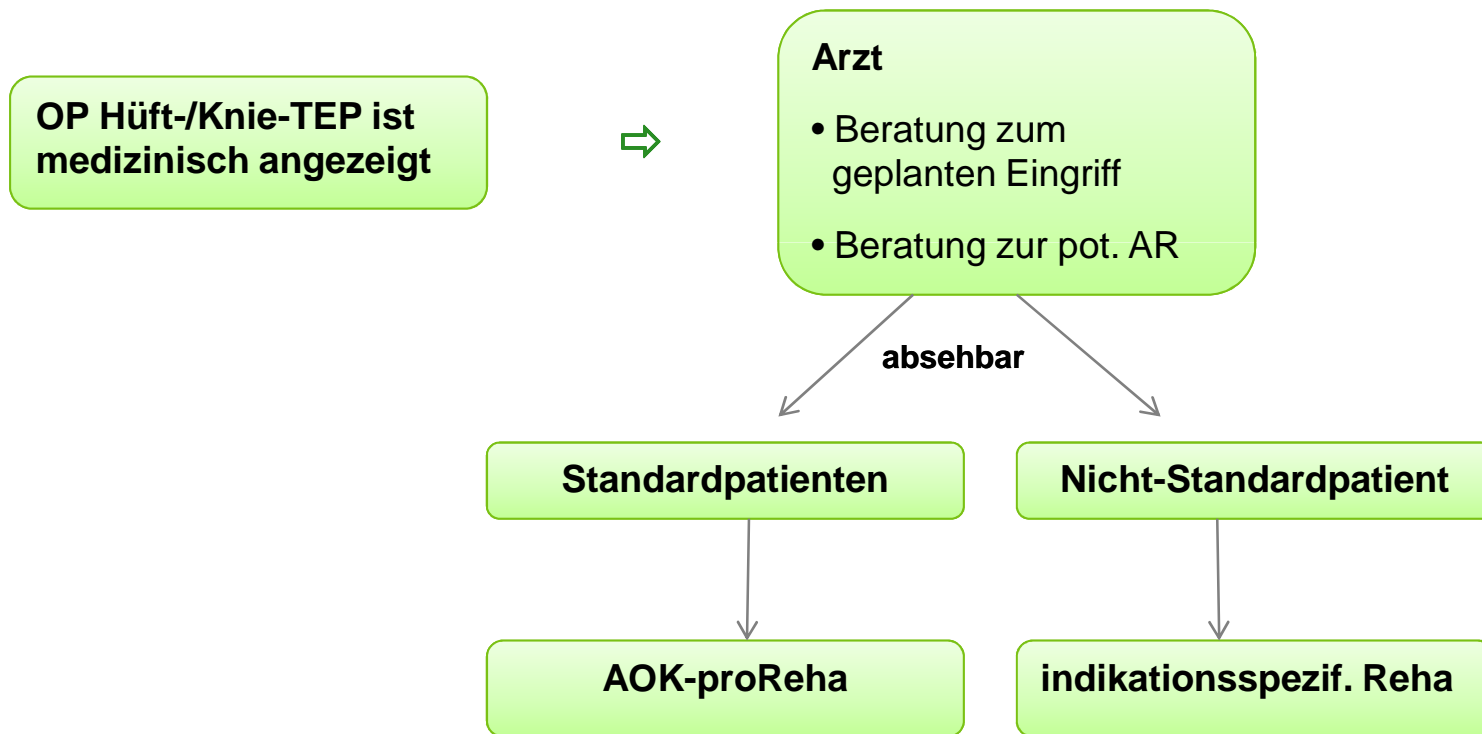 OP Hüft-/Knie-TEP ist
medizinisch angezeigt
Arzt
• Beratung zum
geplanten Eingriff
• Beratung zur pot. AR
absehbar
Standardpatienten
Nicht-Standardpatient
AOK-proReha
indikationsspezif. Reha